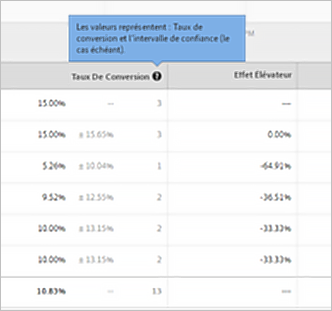 Les valeurs représentent : Taux de
conversion et l'intervalle de confiance (le
cas échéant).
PM
Taux De Conversion ? Effet Élévateur
15.00% -- 3 ---
15.00% ± 15.65% 3 0.00%
5.26% ± 10.04% 1 -64.91%
9.52% ± 12.55% 2 -36.51%
10.00% ± 13.15% 2 -33.33%
10.00% ± 13.15% 2 -33.33%
10.83% -- 13 ---